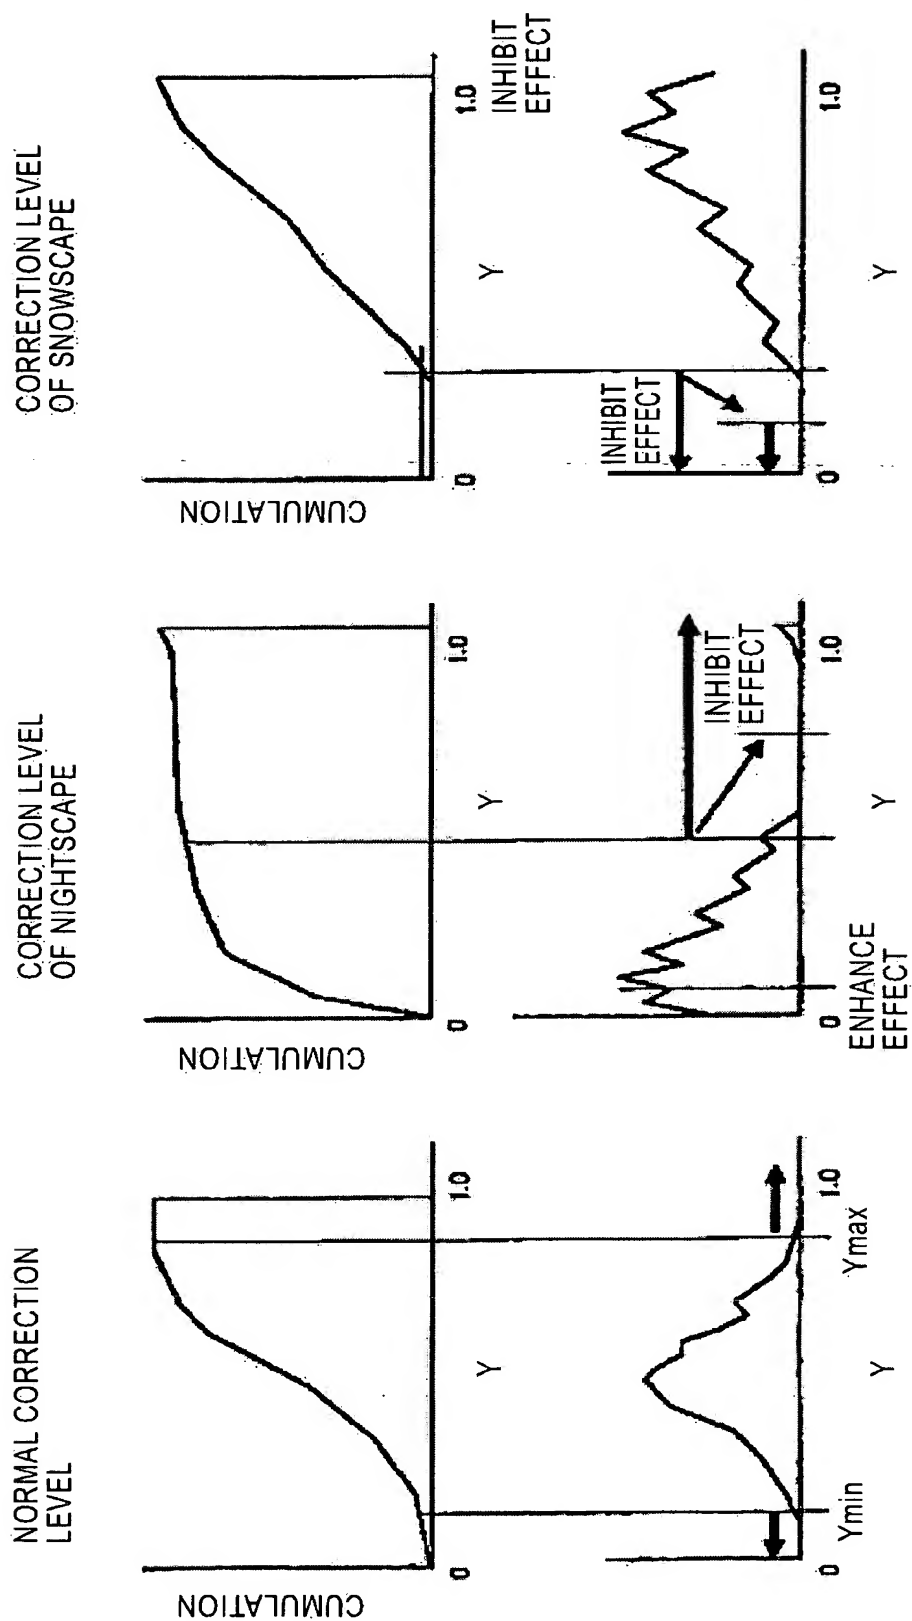 NORMAL CORRECTION
LEVEL
CUMULATION
0
Y
1.0
0
Ymin
Y
Ymax
1.0
CORRECTION LEVEL
OF NIGHTSCAPE
CUMULATION
0
Y
1.0
INHIBIT
EFFECT
0
Y
1.0
ENHANCE
EFFECT
CORRECTION LEVEL
OF SNOWSCAPE
CUMULATION
0
Y
1.0
INHIBIT
EFFECT
INHIBIT
EFFECT
0
Y
1.0